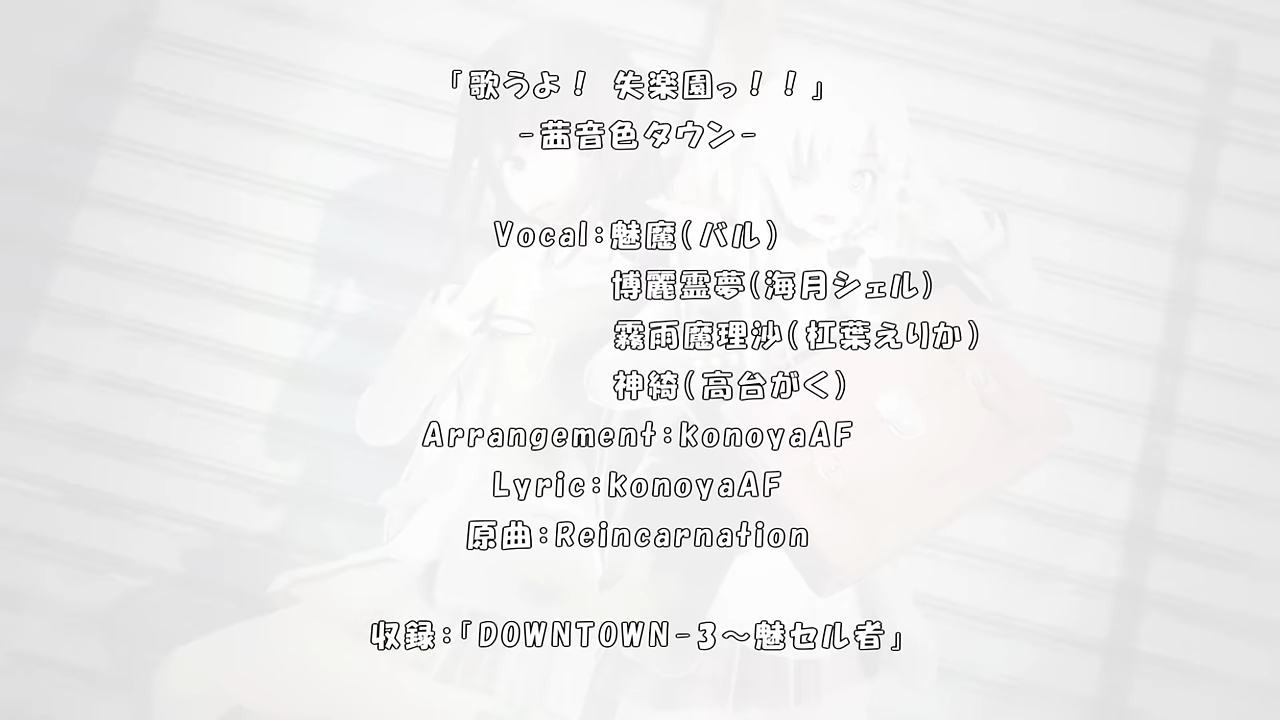 「歌うよ! 失楽園っ!!」
-茜音色タウン-
Vocal:魅魔(バル)
博麗霊夢(海月シェル)
霧雨魔理沙(杠葉えりか)
神綺(高台がく)
Arrangement:konoyaAF
Lyric:konoyaAF
原曲:Reincarnation
収録:「DOWNTOWN-3～魅セル者」